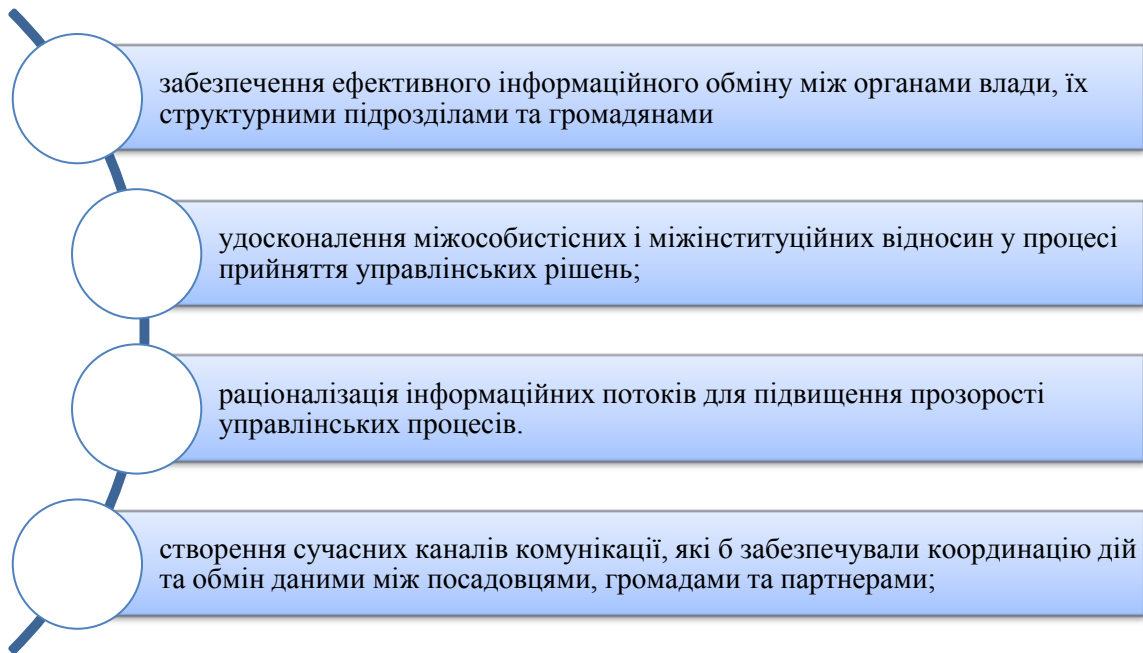 забезпечення ефективного інформаційного обміну між органами влади, їх
структурними підрозділами та громадянами
удосконалення міжособистісних і міжінституційних відносин у процесі
прийняття управлінських рішень;
раціоналізація інформаційних потоків для підвищення прозорості
управлінських процесів.
створення сучасних каналів комунікації, які б забезпечували координацію дій
та обмін даними між посадовцями, громадами та партнерами;